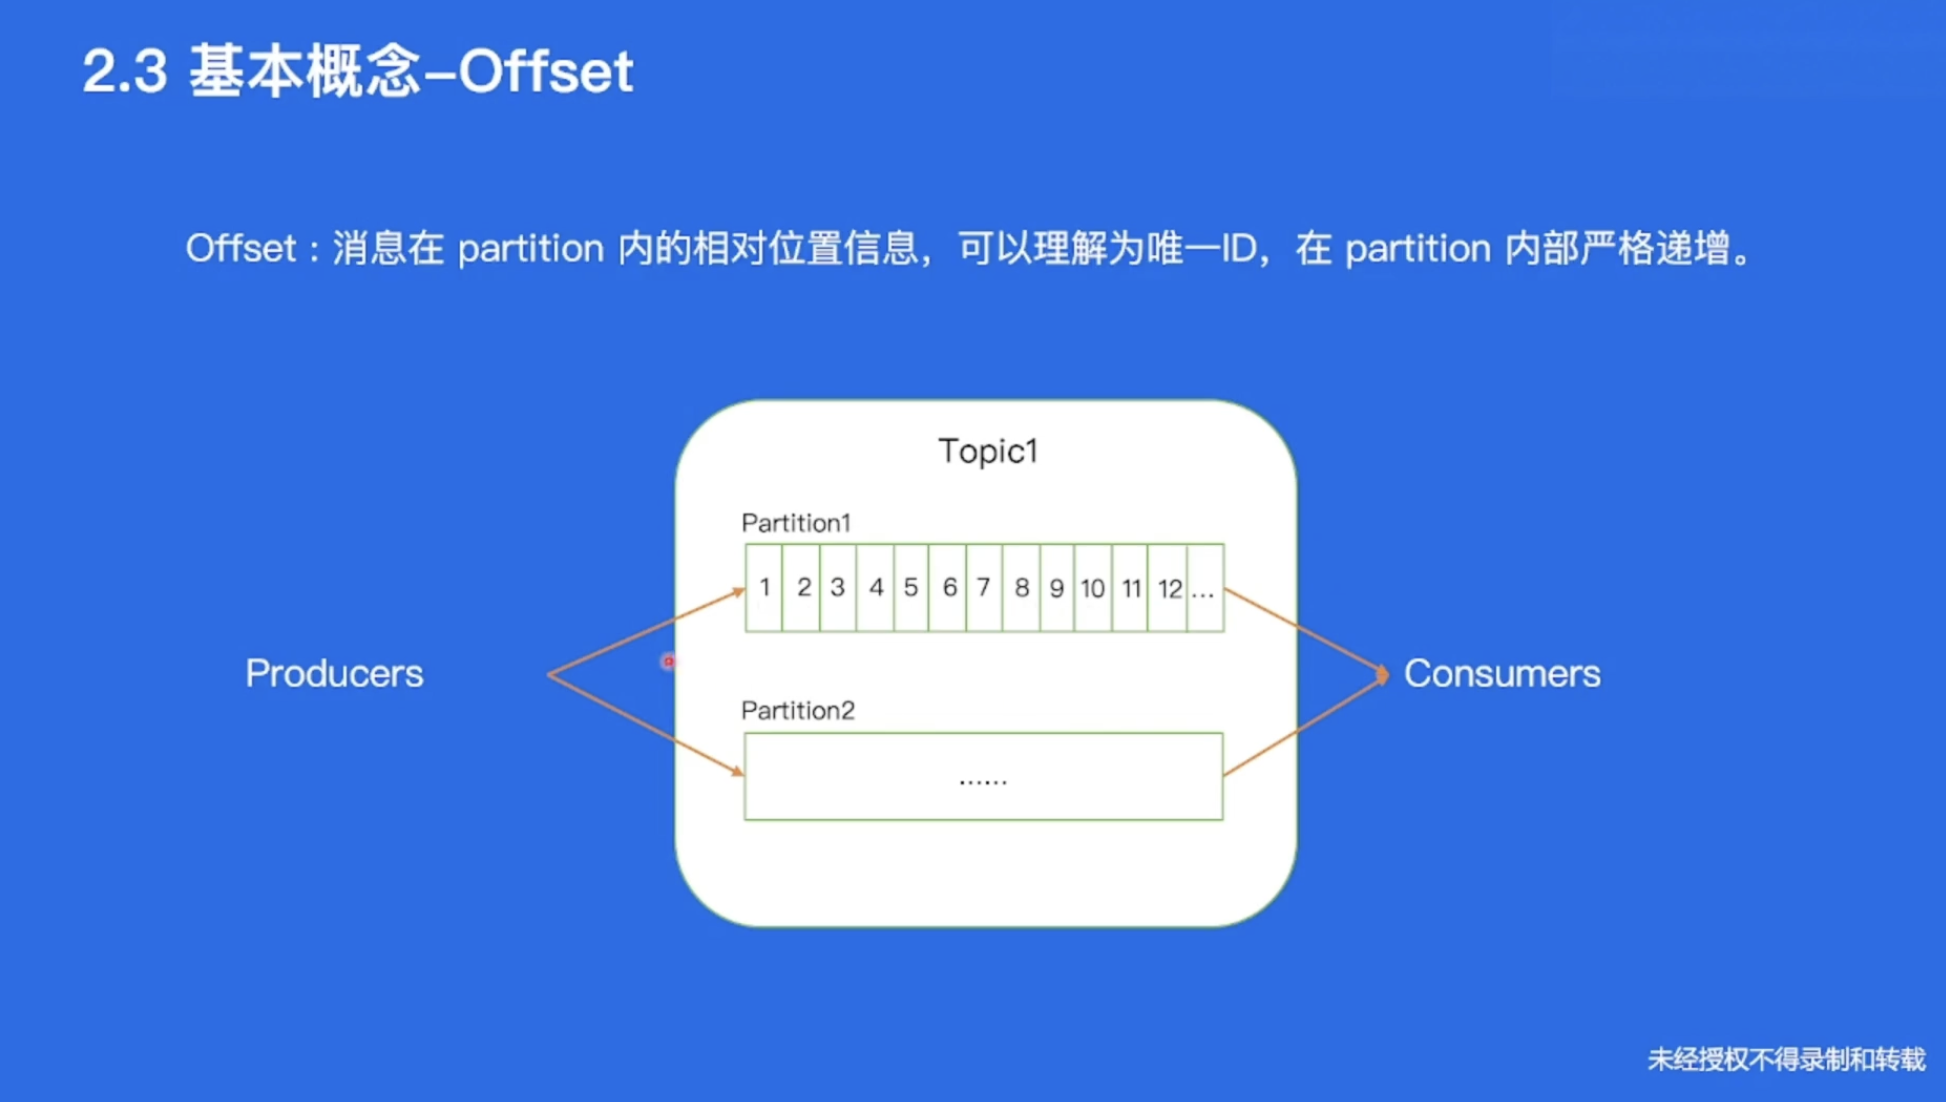 2.3 基本概念-Offset
Offset : 消息在 partition 内的相对位置信息，可以理解为唯一ID，在 partition 内部严格递增。
Topic1
Partition1
1 2 3 4 5 6 7 8 9 10 11 12 ...
Producers
Consumers
Partition2
......
未经授权不得录制和转载